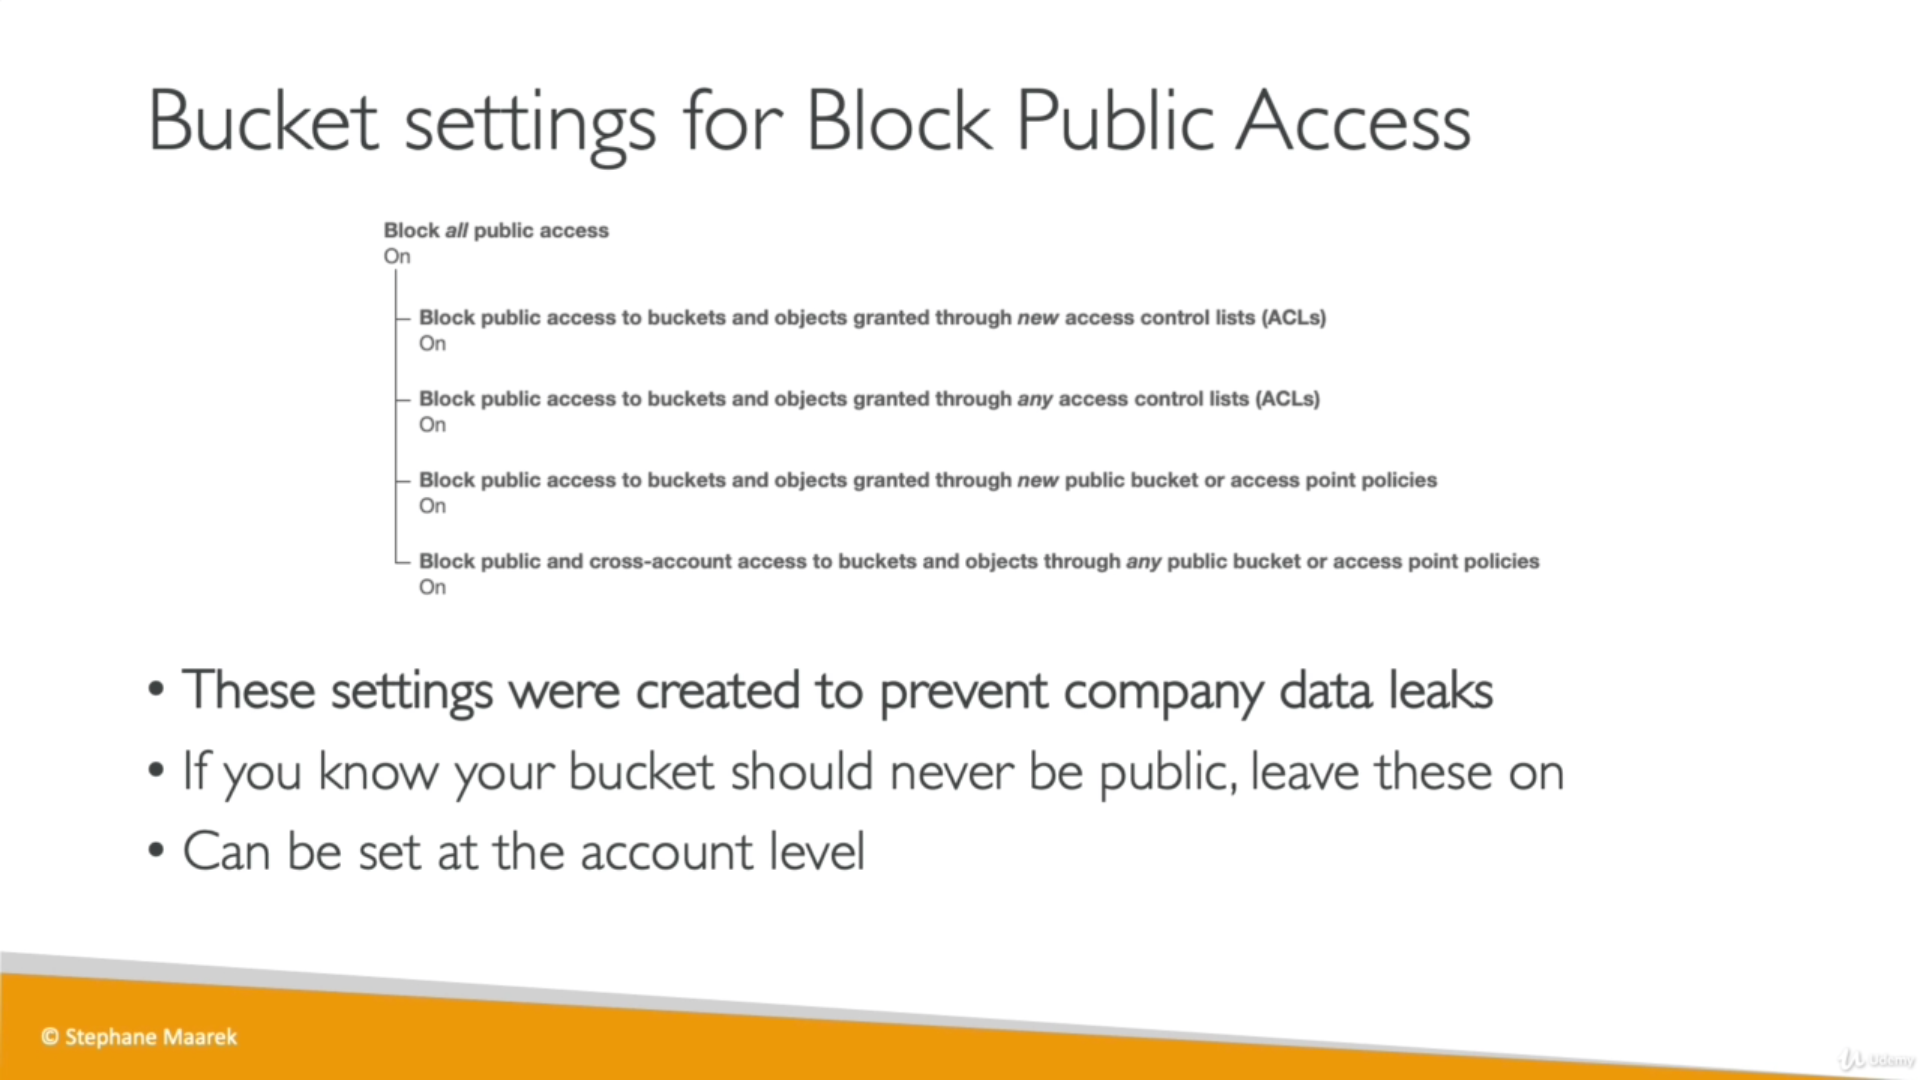 Bucket settings for Block Public Access
Block all public access
On
Block public access to buckets and objects granted through new access control lists (ACLs)
On
Block public access to buckets and objects granted through any access control lists (ACLs)
On
Block public access to buckets and objects granted through new public bucket or access point policies
On
Block public and cross-account access to buckets and objects through any public bucket or access point policies
On
• These settings were created to prevent company data leaks
• If you know your bucket should never be public, leave these on
• Can be set at the account level
© Stephane Maarek
Udemy